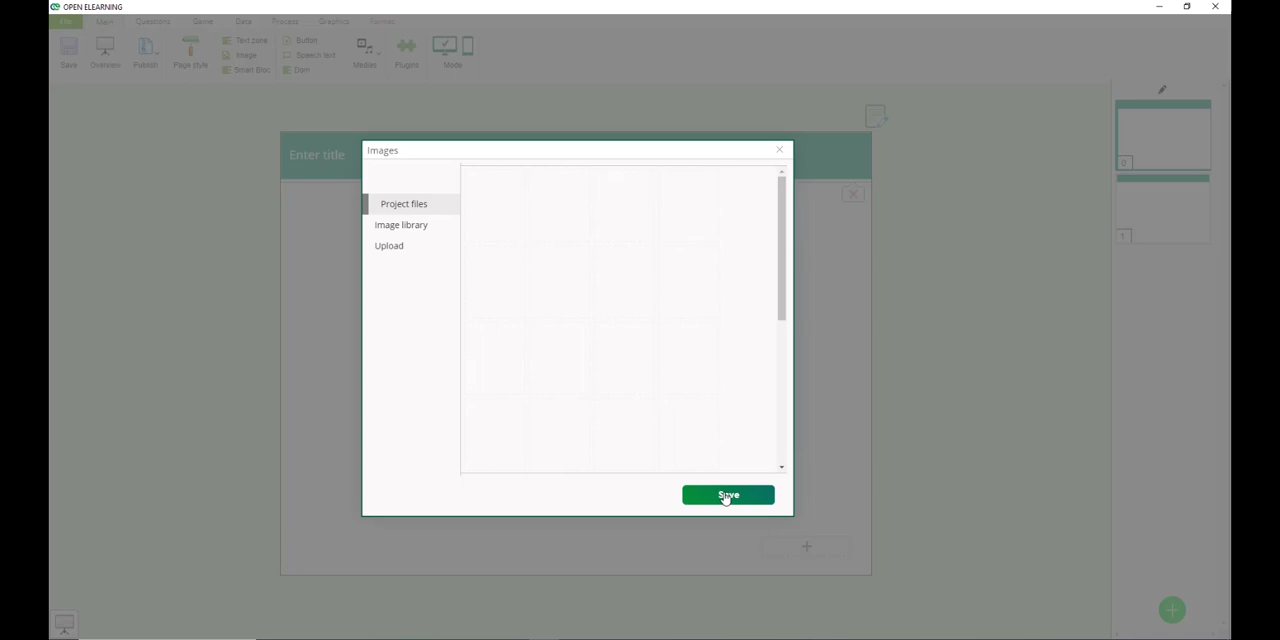 OPEN ELEARNING
File Main Questions Game Data Process Graphics Format
Text zone Button
Image Speech text
Save Overview Publish Page style Medias Plugins Mode
Smart Bloc Dom
Enter title
Images
Project files
Image library
Upload
Save
0
1